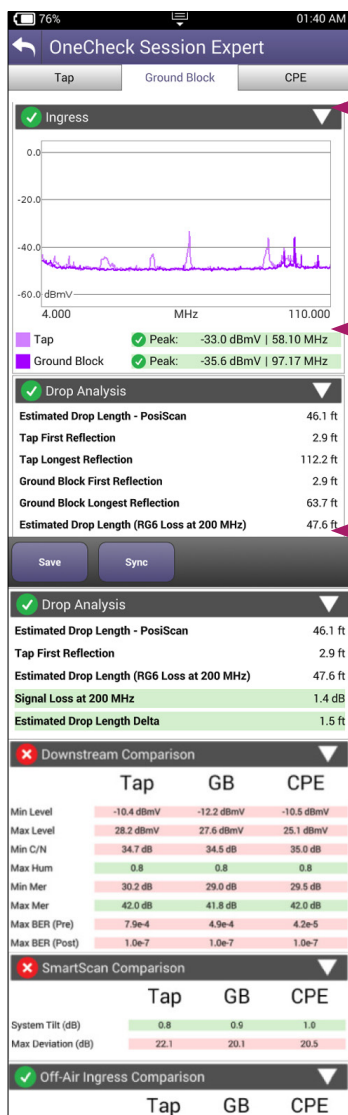 76%
01:40 AM
OneCheck Session Expert
Tap Ground Block CPE
Ingress
0.0
-20.0
-40.0
-60.0 dBmV
4.000 MHz 110.000
Tap Peak: -33.0 dBmV | 58.10 MHz
Ground Block Peak: -35.6 dBmV | 97.17 MHz
Drop Analysis
Estimated Drop Length - PosiScan 46.1 ft
Tap First Reflection 2.9 ft
Tap Longest Reflection 112.2 ft
Ground Block First Reflection 2.9 ft
Ground Block Longest Reflection 63.7 ft
Estimated Drop Length (RG6 Loss at 200 MHz) 47.6 ft
Save Sync
Drop Analysis
Estimated Drop Length - PosiScan 46.1 ft
Tap First Reflection 2.9 ft
Estimated Drop Length (RG6 Loss at 200 MHz) 47.6 ft
Signal Loss at 200 MHz 1.4 dB
Estimated Drop Length Delta 1.5 ft
Downstream Comparison
Tap GB CPE
Min Level -10.4 dBmV -12.2 dBmV -10.5 dBmV
Max Level 28.2 dBmV 27.6 dBmV 25.1 dBmV
Min C/N 34.7 dB 34.5 dB 35.0 dB
Max Hum 0.8 0.8 0.8
Min Mer 30.2 dB 29.0 dB 29.5 dB
Max Mer 42.0 dB 41.8 dB 42.0 dB
Max BER (Pre) 7.9e-4 4.9e-4 4.2e-5
Max BER (Post) 1.0e-7 1.0e-7 1.0e-7
SmartScan Comparison
Tap GB CPE
System Tilt (dB) 0.8 0.9 1.0
Max Deviation (dB) 22.1 20.1 20.5
Off-Air Ingress Comparison
Tap GB CPE